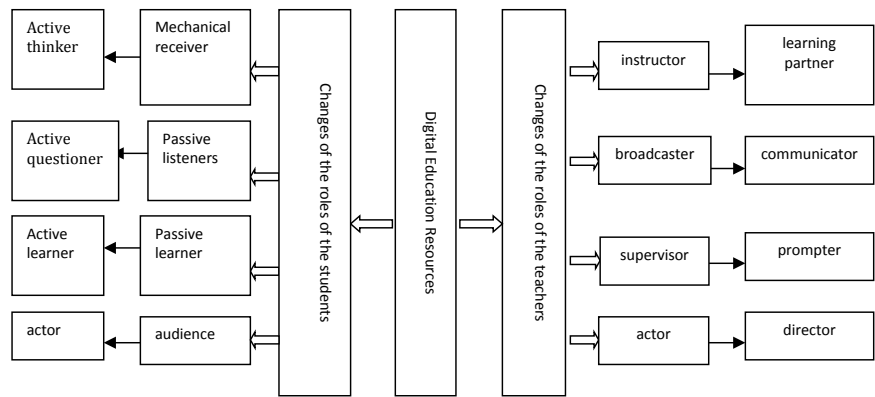 Active
thinker
Mechanical
receiver
Active
questioner
Passive
listeners
Active
learner
Passive
learner
actor
audience
Changes of the roles of the students
Digital Education Resources
Changes of the roles of the teachers
instructor
learning
partner
broadcaster
communicator
supervisor
prompter
actor
director